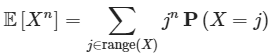 𝔼[Xⁿ] = ∑_{j∈range(X)} jⁿ 𝐏(X = j)